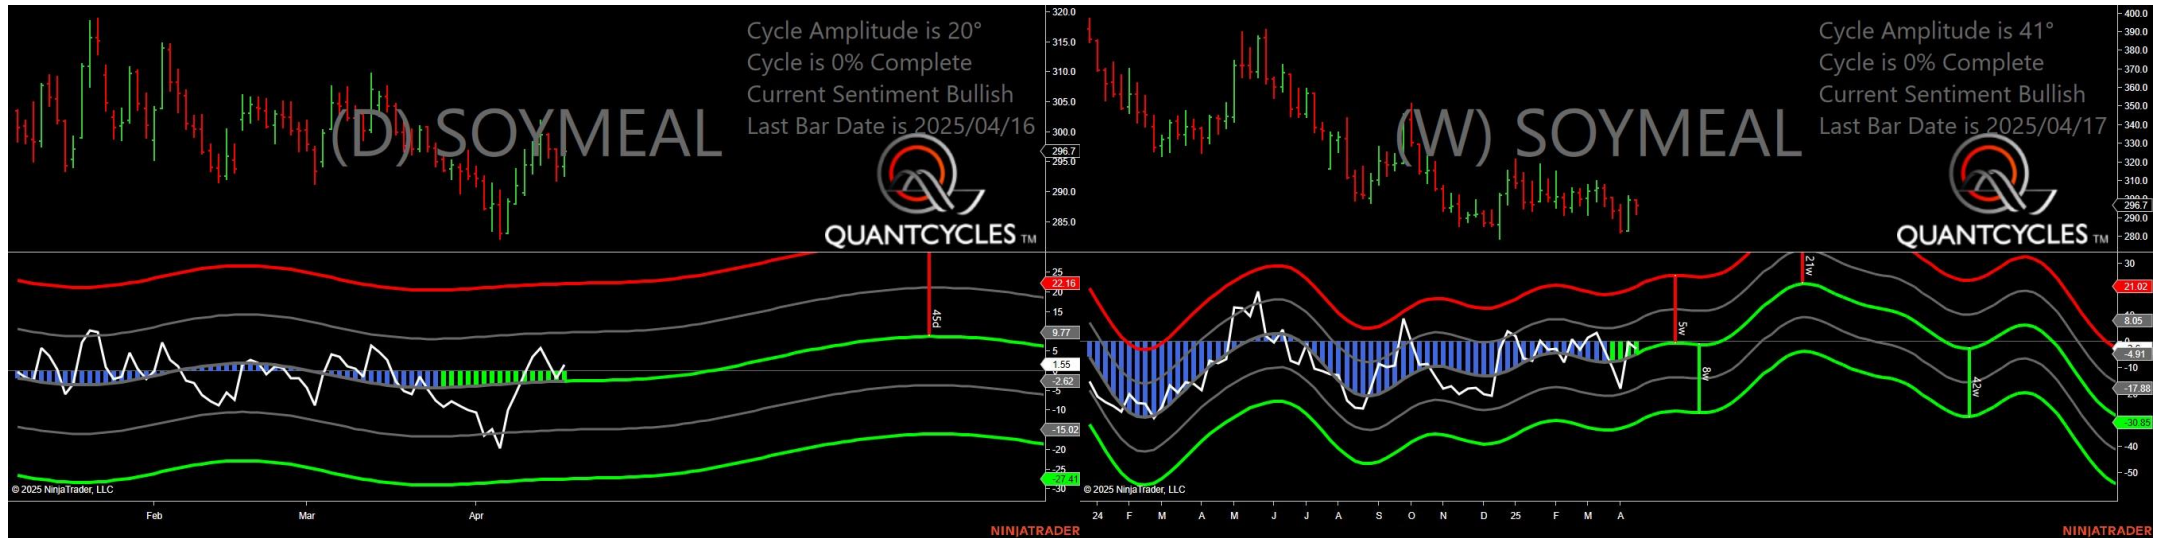 Cycle Amplitude is 20°
Cycle is 0% Complete
Current Sentiment Bullish
Last Bar Date is 2025/04/16
(D) SOYMEAL
QUANTCYCLES TM
320.0
315.0
310.0
305.0
300.0
296.7
295.0
290.0
285.0
45d
25
22.16
20
15
9.77
5
1.55
-2.62
-5
-10
-15.02
-20
-25
-27.41
-30
© 2025 NinjaTrader, LLC
Feb Mar Apr
NINJATRADER
Cycle Amplitude is 41°
Cycle is 0% Complete
Current Sentiment Bullish
Last Bar Date is 2025/04/17
(W) SOYMEAL
QUANTCYCLES TM
400.0
390.0
380.0
370.0
360.0
350.0
340.0
330.0
320.0
310.0
296.7
290.0
280.0
5w
8w
21w
42w
30
21.02
8.05
0
-4.91
-10
-17.88
-30.85
-40
-50
© 2025 NinjaTrader, LLC
24 F M A M J J A S O N D 25 F M A
NINJATRADER